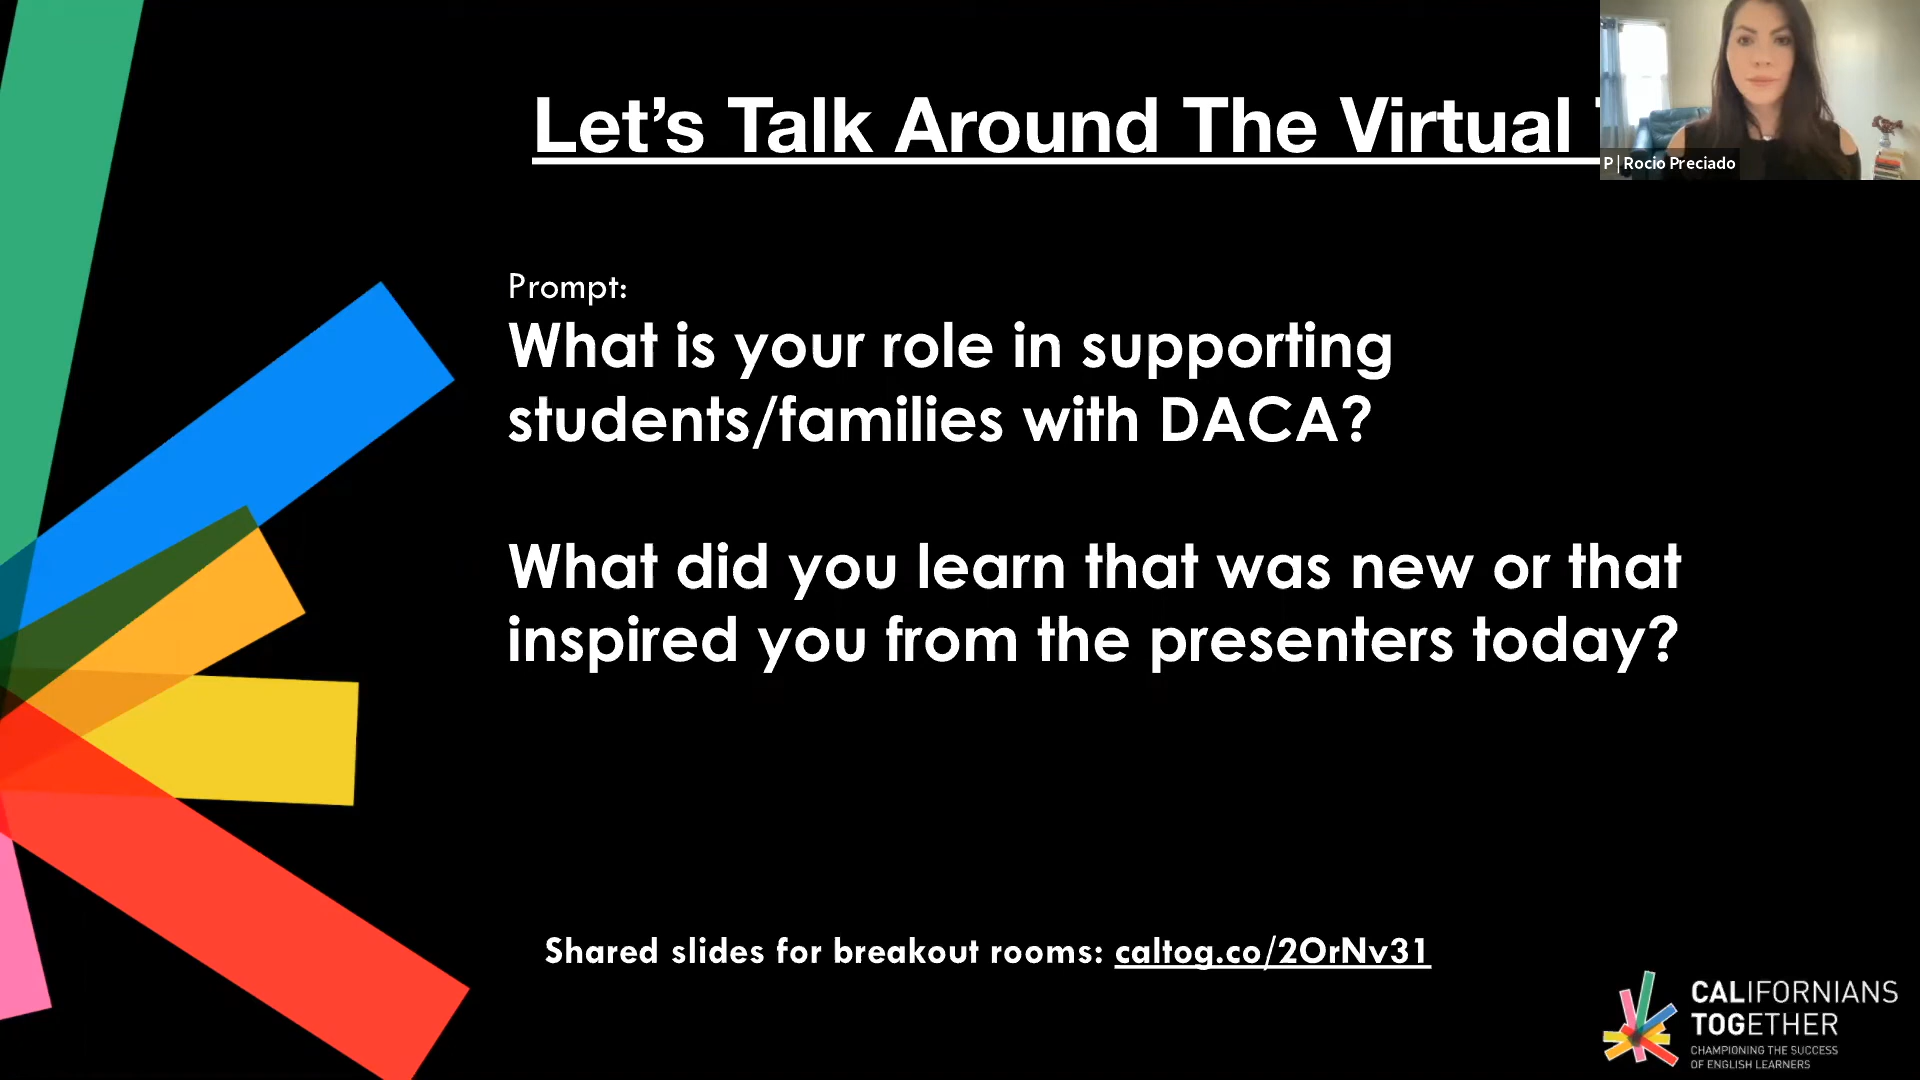 Let’s Talk Around The Virtual
P | Rocio Preciado
Prompt:
What is your role in supporting
students/families with DACA?
What did you learn that was new or that
inspired you from the presenters today?
Shared slides for breakout rooms: caltog.co/2OrNv31
CALIFORNIANS
TOGETHER
CHAMPIONING THE SUCCESS
OF ENGLISH LEARNERS